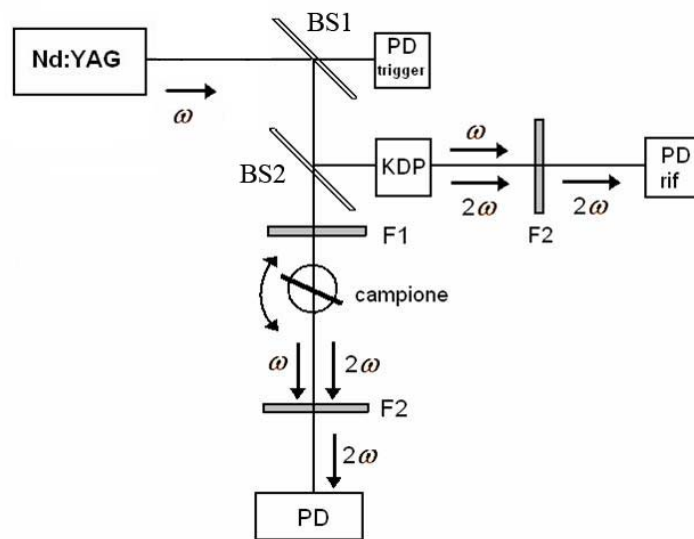 BS1
Nd:YAG
PD
trigger
ω
BS2
KDP
ω
2ω
F2
2ω
PD
rif
F1
campione
ω
2ω
F2
2ω
PD